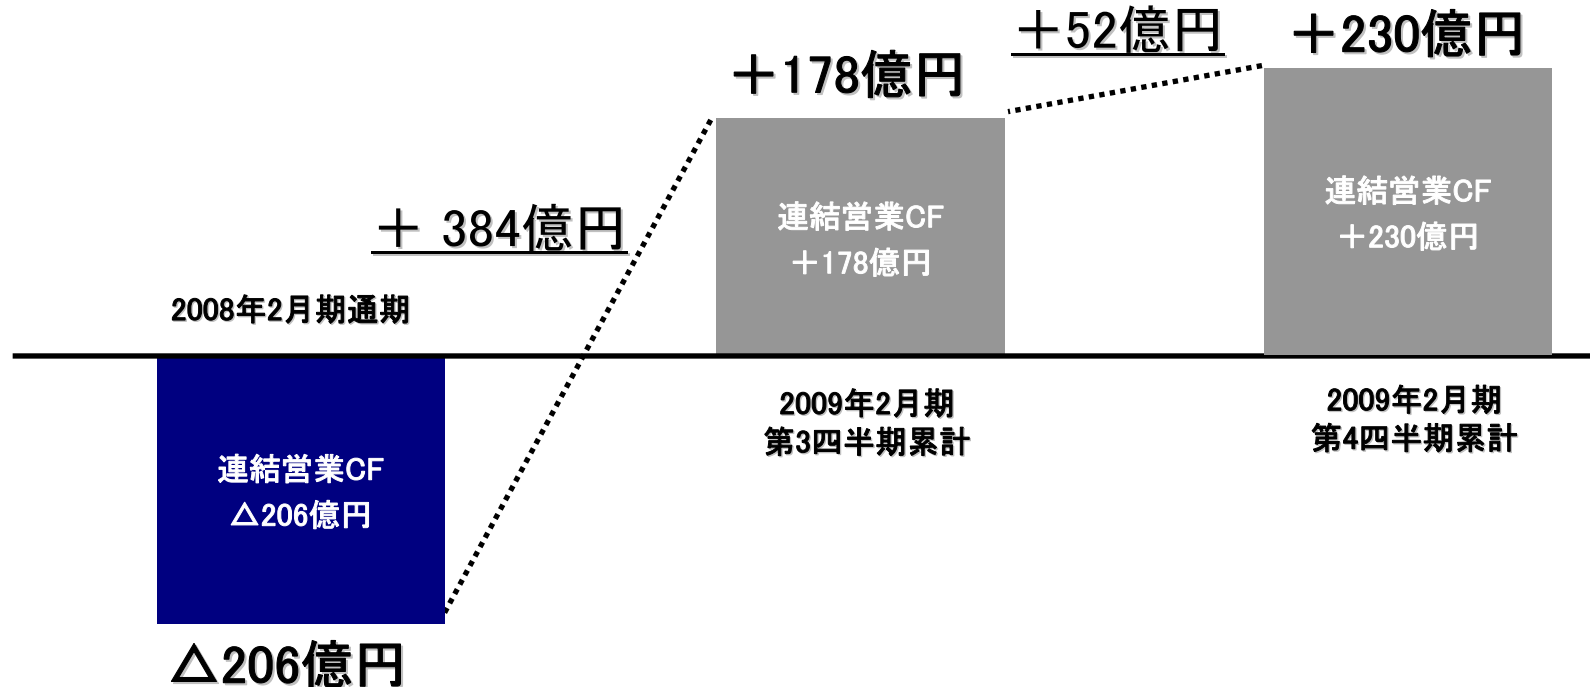 +52億円
+230億円
+178億円
連結営業CF
+230億円
連結営業CF
+178億円
+ 384億円
2008年2月期通期
2009年2月期
第3四半期累計
2009年2月期
第4四半期累計
連結営業CF
△206億円
△206億円